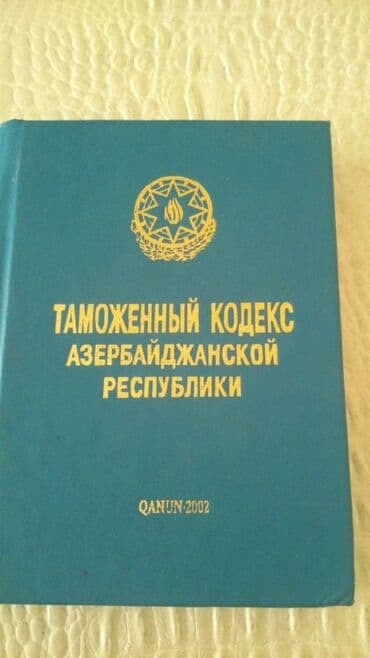 ТАМОЖЕННЫЙ КОДЕКС
АЗЕРБАЙДЖАНСКОЙ
РЕСПУБЛИКИ
QANUN-2002